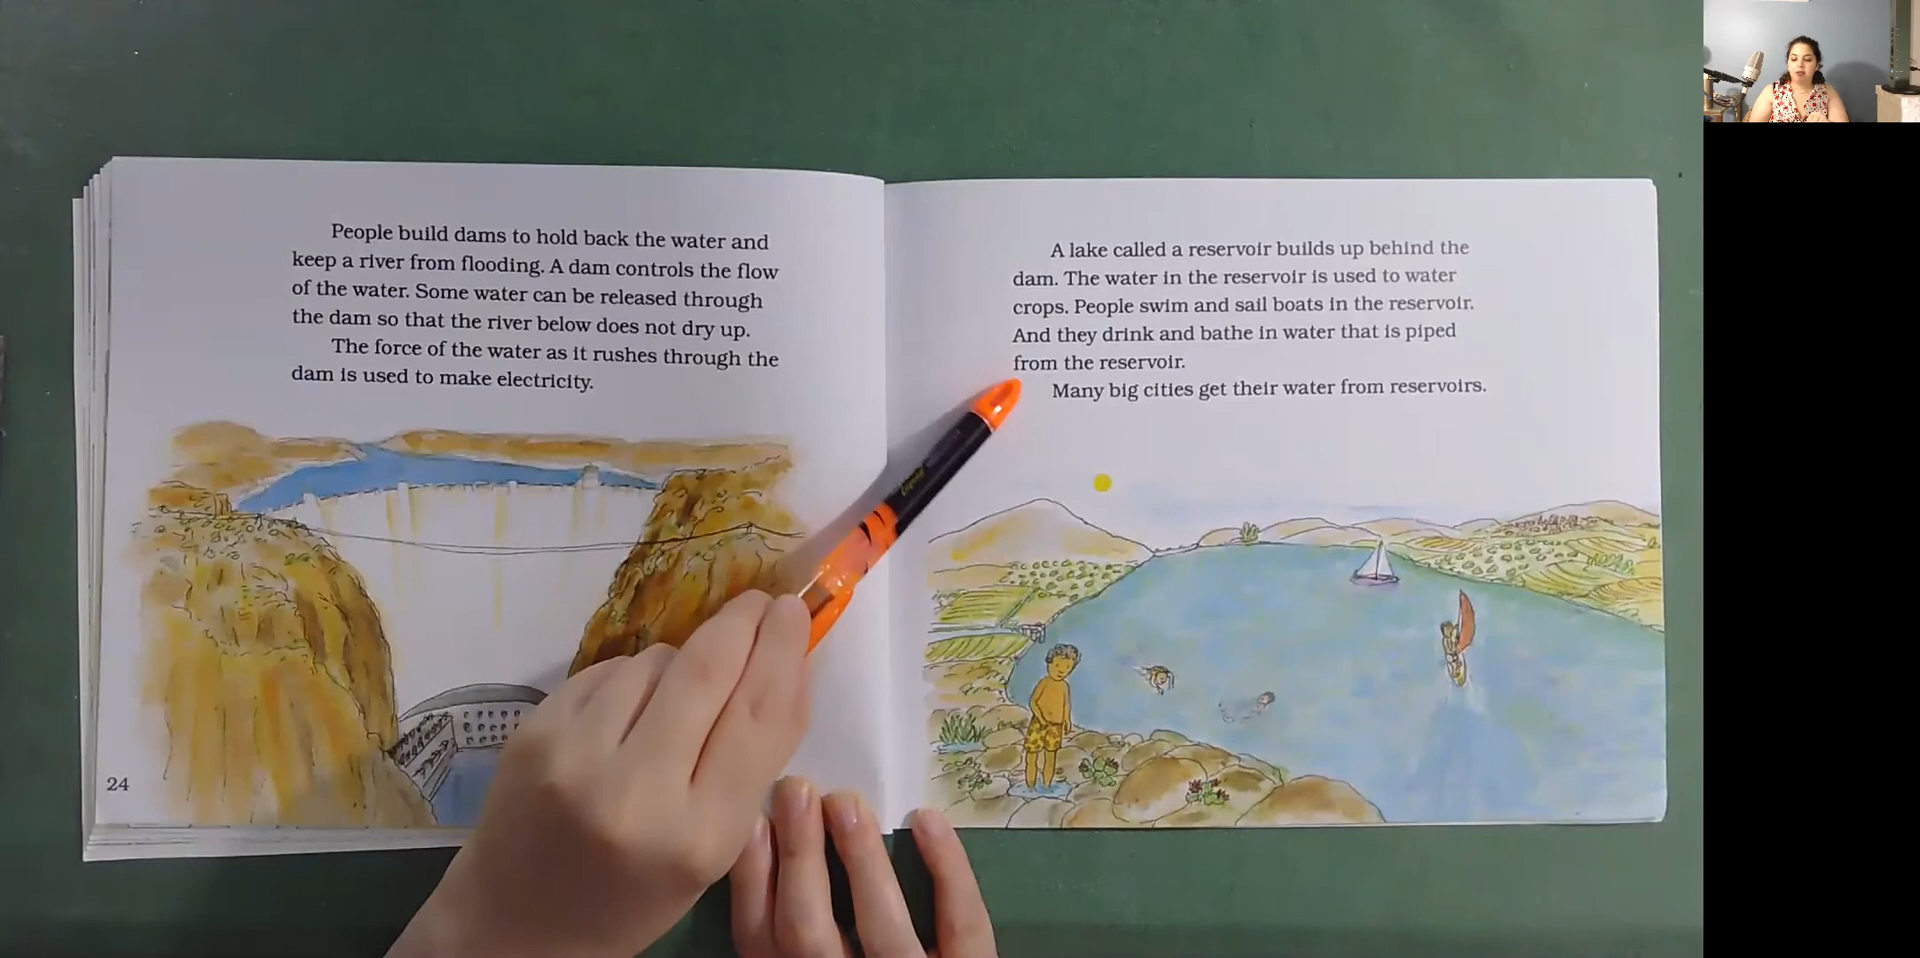 People build dams to hold back the water and
keep a river from flooding. A dam controls the flow
of the water. Some water can be released through
the dam so that the river below does not dry up.
The force of the water as it rushes through the
dam is used to make electricity.
24
A lake called a reservoir builds up behind the
dam. The water in the reservoir is used to water
crops. People swim and sail boats in the reservoir.
And they drink and bathe in water that is piped
from the reservoir.
Many big cities get their water from reservoirs.